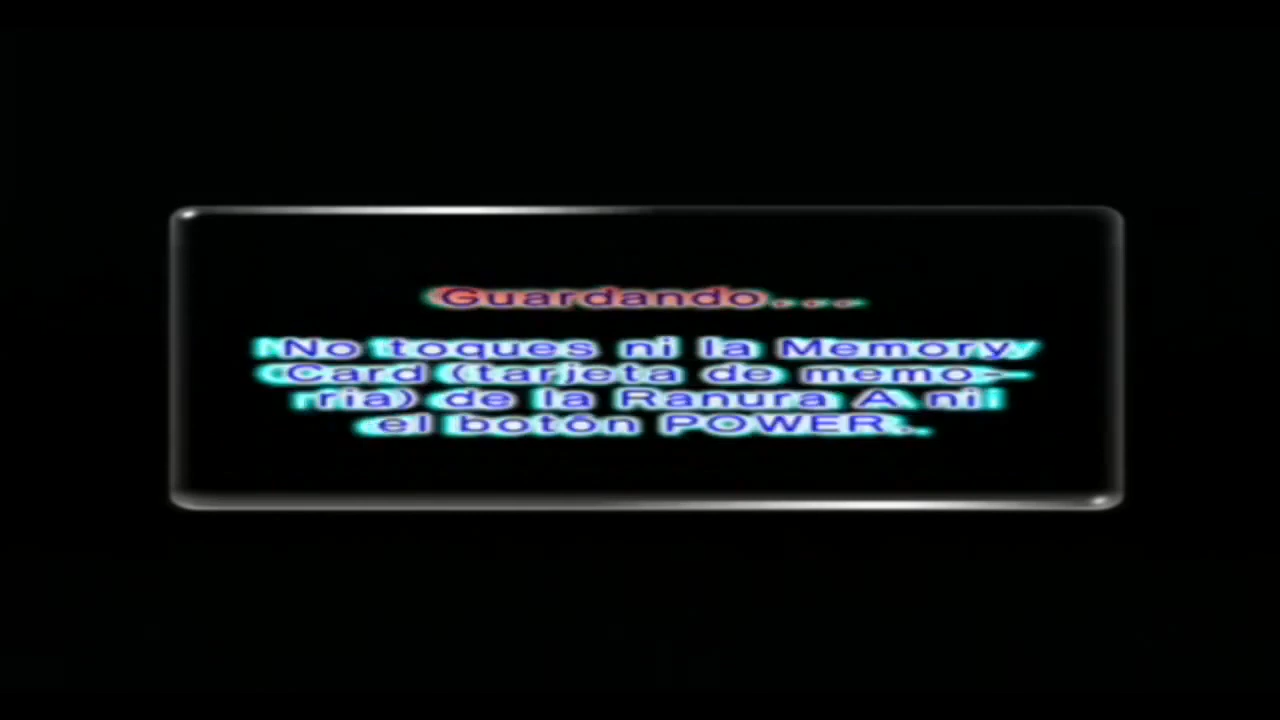 Guardando...
No toques ni la Memory
Card (tarjeta de memo-
ria) de la Ranura A ni
el botón POWER.